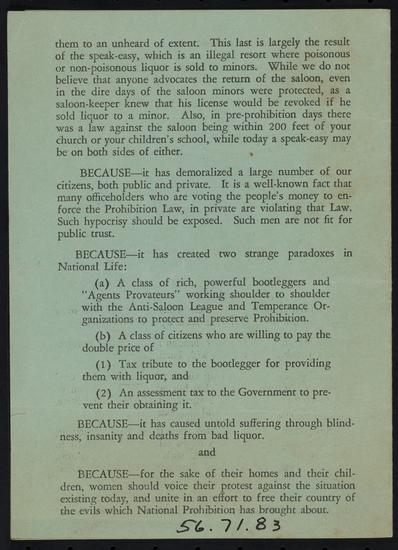 them to an unheard of extent. This last is largely the result
of the speak-easy, which is an illegal resort where poisonous
or non-poisonous liquor is sold to minors. While we do not
believe that anyone advocates the return of the saloon, even
in the dire days of the saloon minors were protected, as a
saloon-keeper knew that his license would be revoked if he
sold liquor to a minor. Also, in pre-prohibition days there
was a law against the saloon being within 200 feet of your
church or your children's school, while today a speak-easy may
be on both sides of either.
BECAUSE—it has demoralized a large number of our
citizens, both public and private. It is a well-known fact that
many officeholders who are voting the people's money to en-
force the Prohibition Law, in private are violating that Law.
Such hypocrisy should be exposed. Such men are not fit for
public trust.
BECAUSE—it has created two strange paradoxes in
National Life:
(a) A class of rich, powerful bootleggers and
"Agents Provateurs" working shoulder to shoulder
with the Anti-Saloon League and Temperance Or-
ganizations to protect and preserve Prohibition.
(b) A class of citizens who are willing to pay the
double price of
(1) Tax tribute to the bootlegger for providing
them with liquor, and
(2) An assessment tax to the Government to pre-
vent their obtaining it.
BECAUSE—it has caused untold suffering through blind-
ness, insanity and deaths from bad liquor.
and
BECAUSE—for the sake of their homes and their chil-
dren, women should voice their protest against the situation
existing today, and unite in an effort to free their country of
the evils which National Prohibition has brought about.
56.71.83